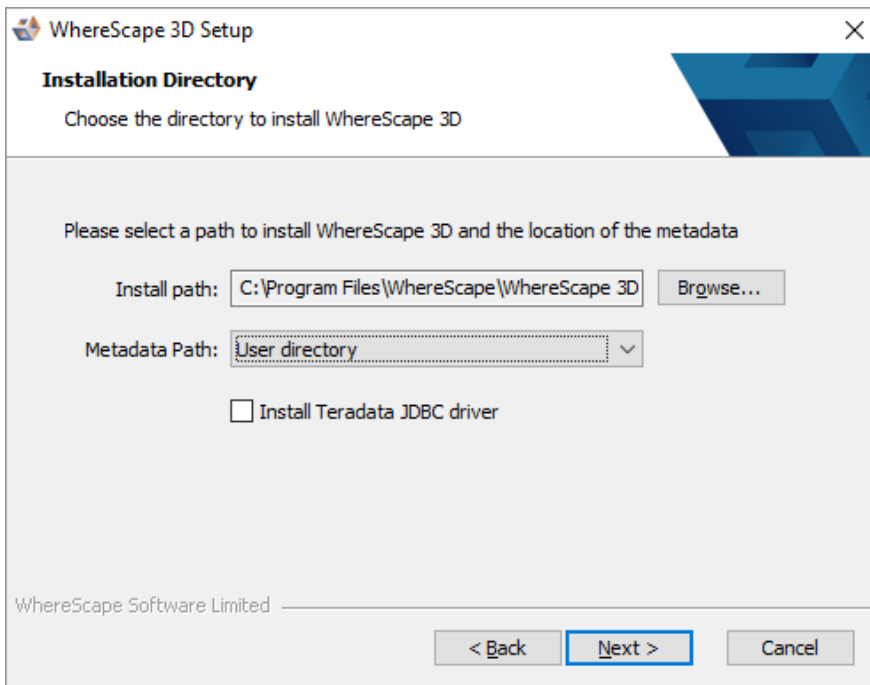 WhereScape 3D Setup
Installation Directory
Choose the directory to install WhereScape 3D
Please select a path to install WhereScape 3D and the location of the metadata
Install path: C:\Program Files\WhereScape\WhereScape 3D Browse...
Metadata Path: User directory
Install Teradata JDBC driver
WhereScape Software Limited
< Back Next > Cancel